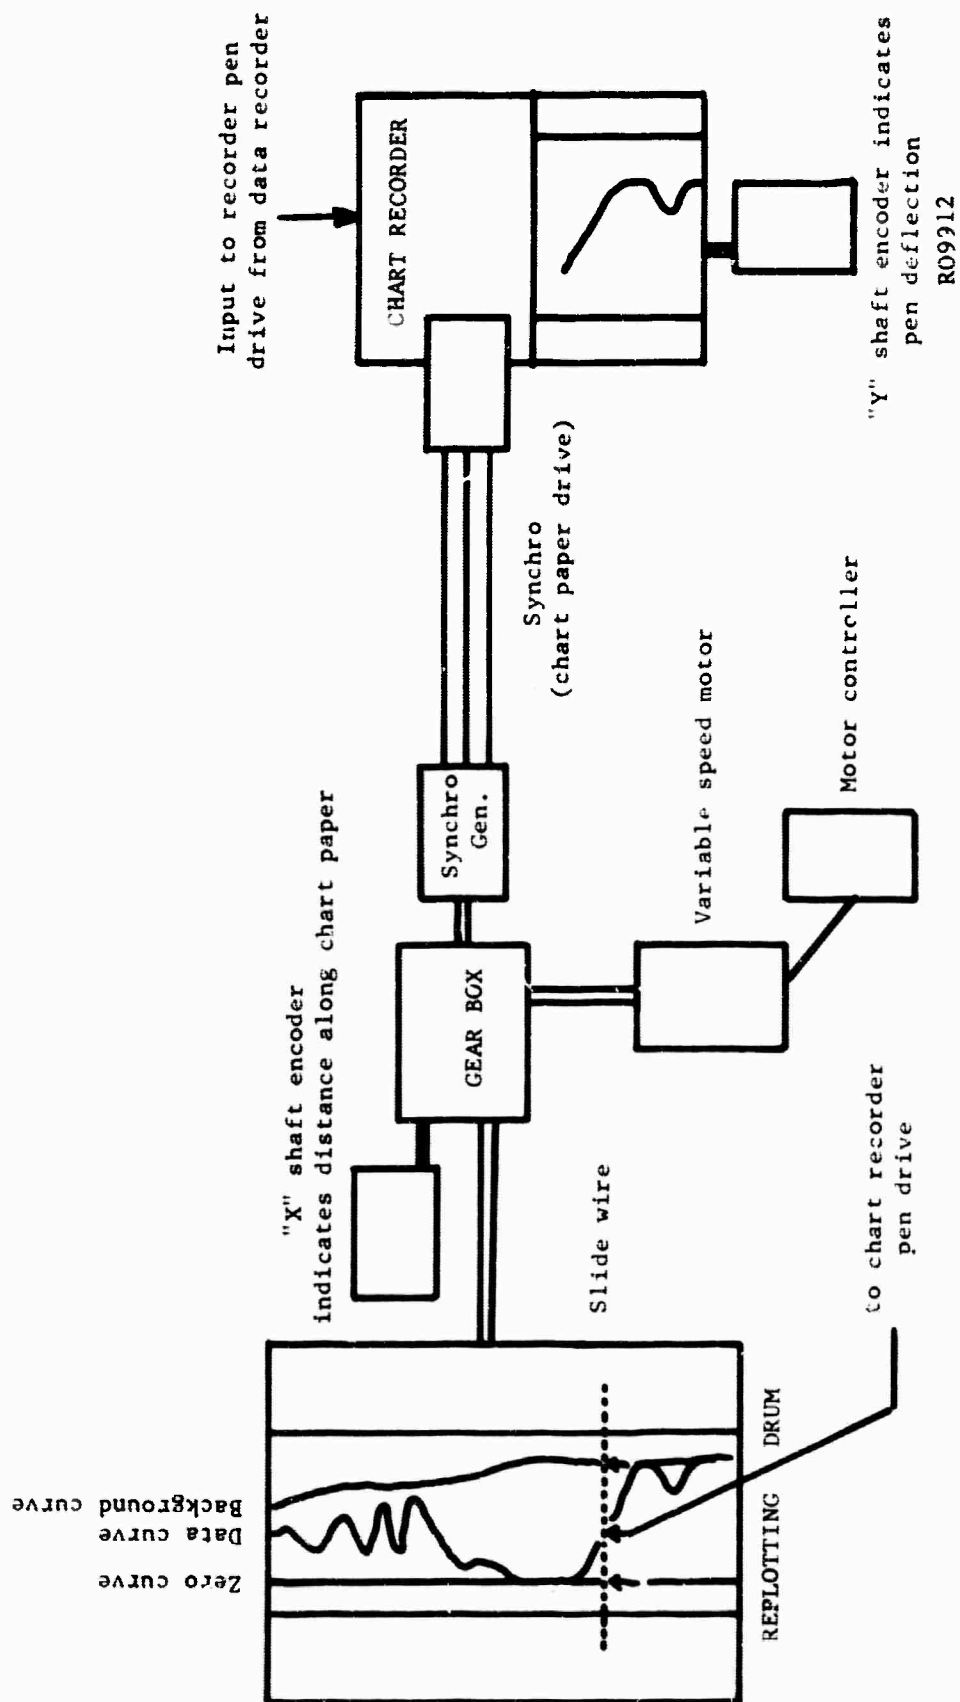 Input to recorder pen
drive from data recorder
CHART RECORDER
"Y" shaft encoder indicates
pen deflection
RO9912
Synchro
(chart paper drive)
Synchro
Gen.
"X" shaft encoder
indicates distance along chart paper
GEAR BOX
Variable speed motor
Motor controller
Slide wire
to chart recorder
pen drive
Background curve
Data curve
Zero curve
REPLOTTING DRUM